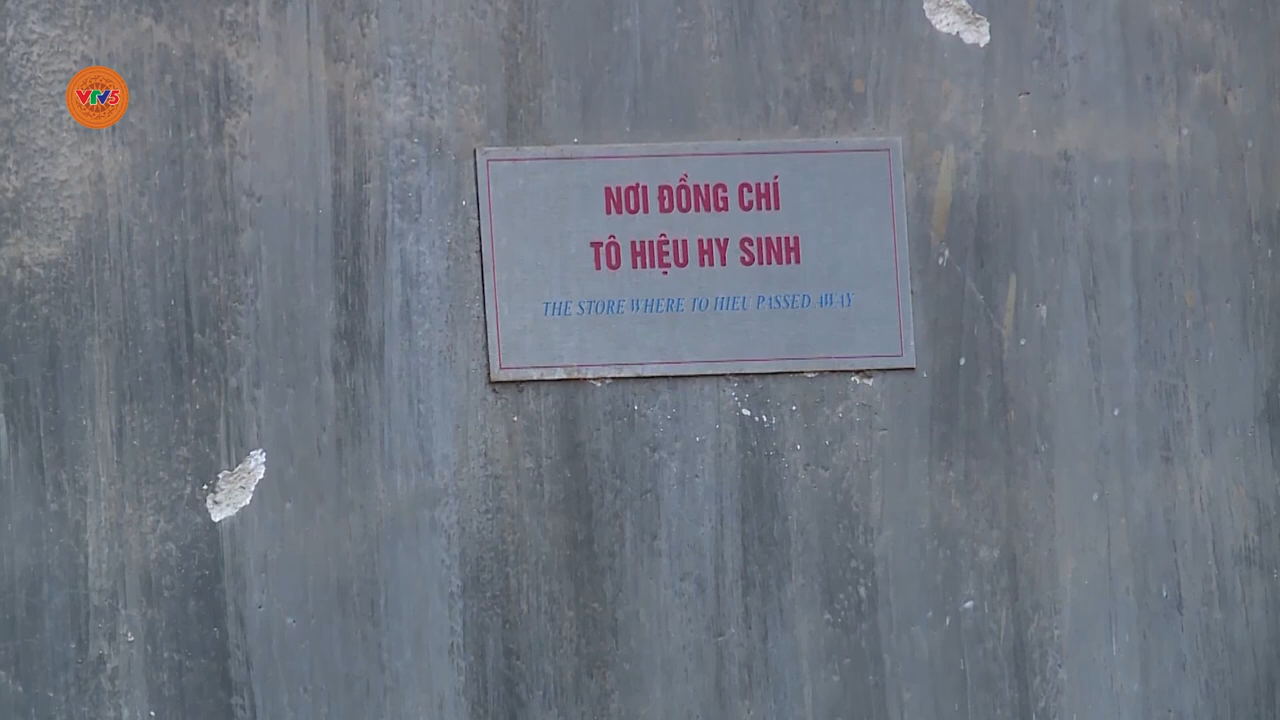 VTV5
NƠI ĐỒNG CHÍ
TÔ HIỆU HY SINH
THE STORE WHERE TO HIEU PASSED AWAY